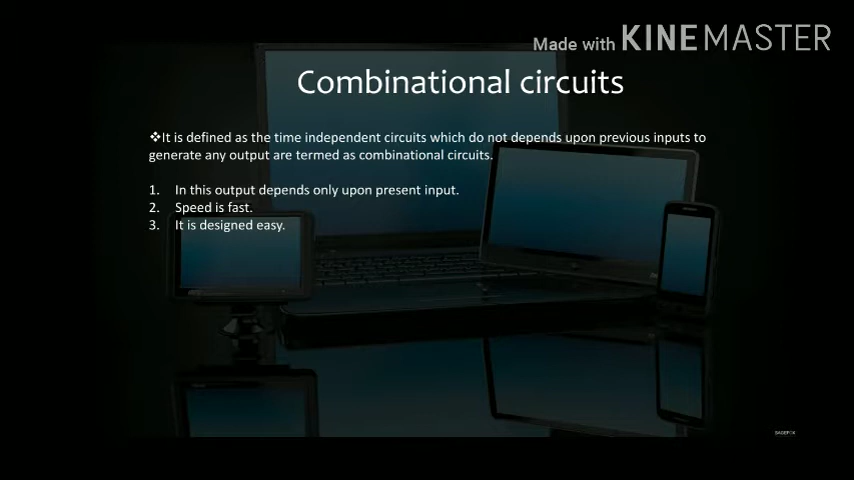 Made with KINEMASTER
Combinational circuits
❖It is defined as the time independent circuits which do not depends upon previous inputs to
generate any output are termed as combinational circuits.
1. In this output depends only upon present input.
2. Speed is fast.
3. It is designed easy.
SAGEFOX